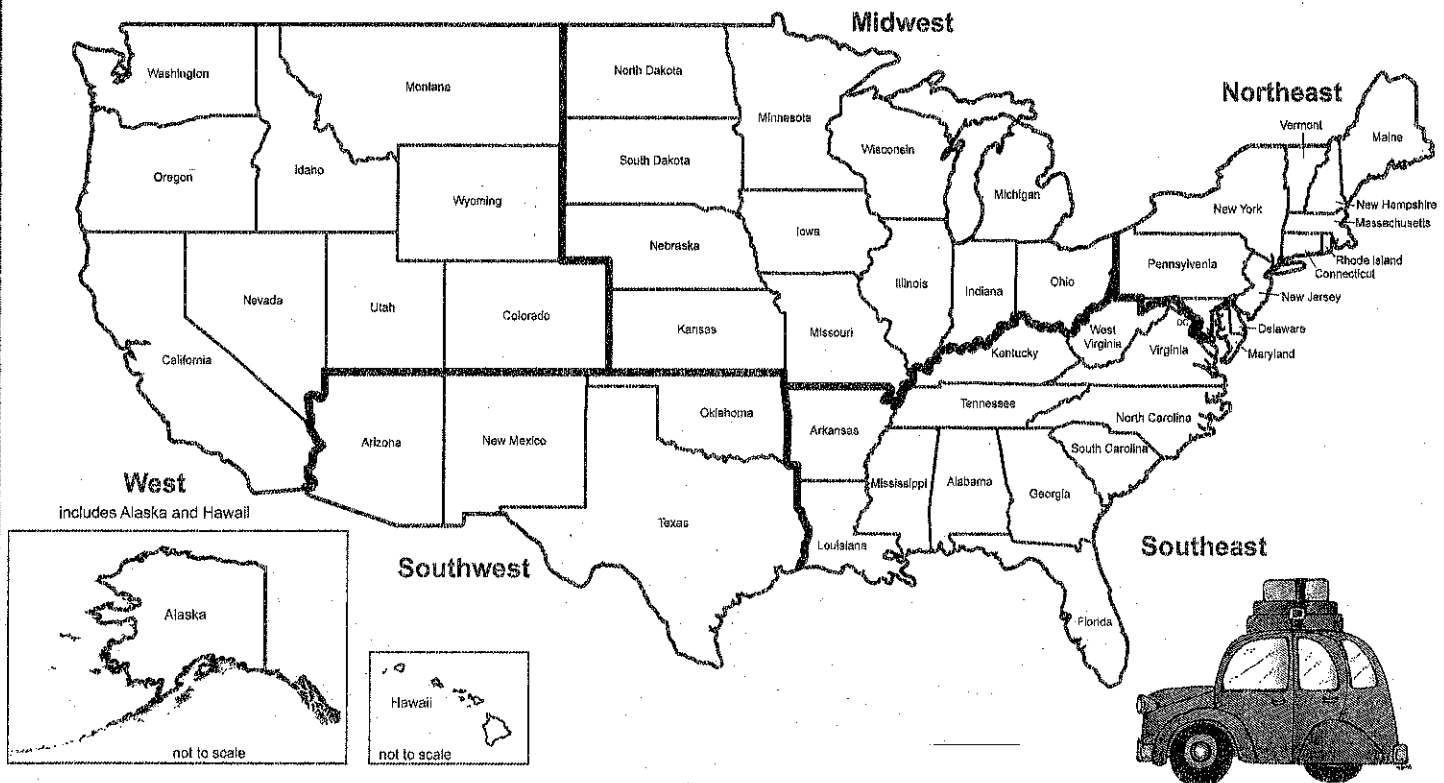 Midwest
Northeast
Southeast
Southwest
West
includes Alaska and Hawaii
Washington
Oregon
California
Nevada
Idaho
Montana
Wyoming
Utah
Colorado
Arizona
New Mexico
Texas
Oklahoma
North Dakota
South Dakota
Nebraska
Kansas
Minnesota
Iowa
Missouri
Wisconsin
Illinois
Indiana
Michigan
Ohio
Arkansas
Louisiana
Kentucky
Tennessee
Mississippi
Alabama
Georgia
Florida
South Carolina
North Carolina
Virginia
West
Virginia
DC
Maryland
Delaware
Pennsylvania
New Jersey
New York
Connecticut
Rhode Island
Massachusetts
New Hampshire
Vermont
Maine
Alaska
not to scale
Hawaii
not to scale